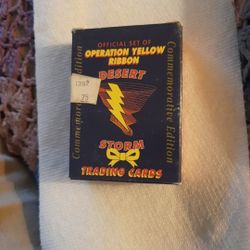 OFFICIAL SET OF
OPERATION YELLOW
RIBBON
DESERT
STORM
TRADING CARDS
Commemorative Edition
Commemorative Edition